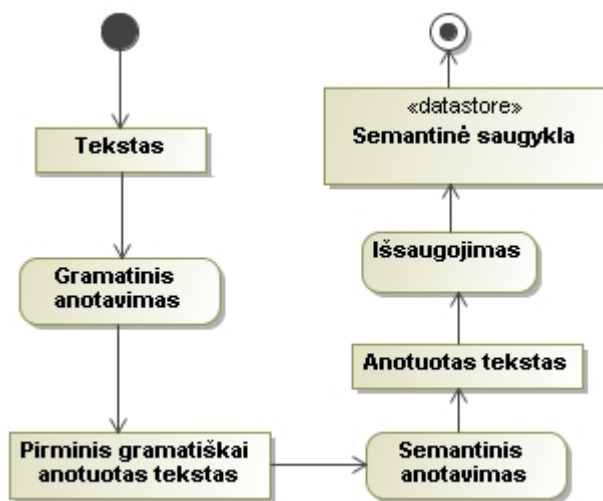 Tekstas
Gramatinis
anotavimas
Pirminis gramatiškai
anotuotas tekstas
Semantinis
anotavimas
Anotuotas tekstas
Išsaugojimas
«datastore»
Semantinė saugykla